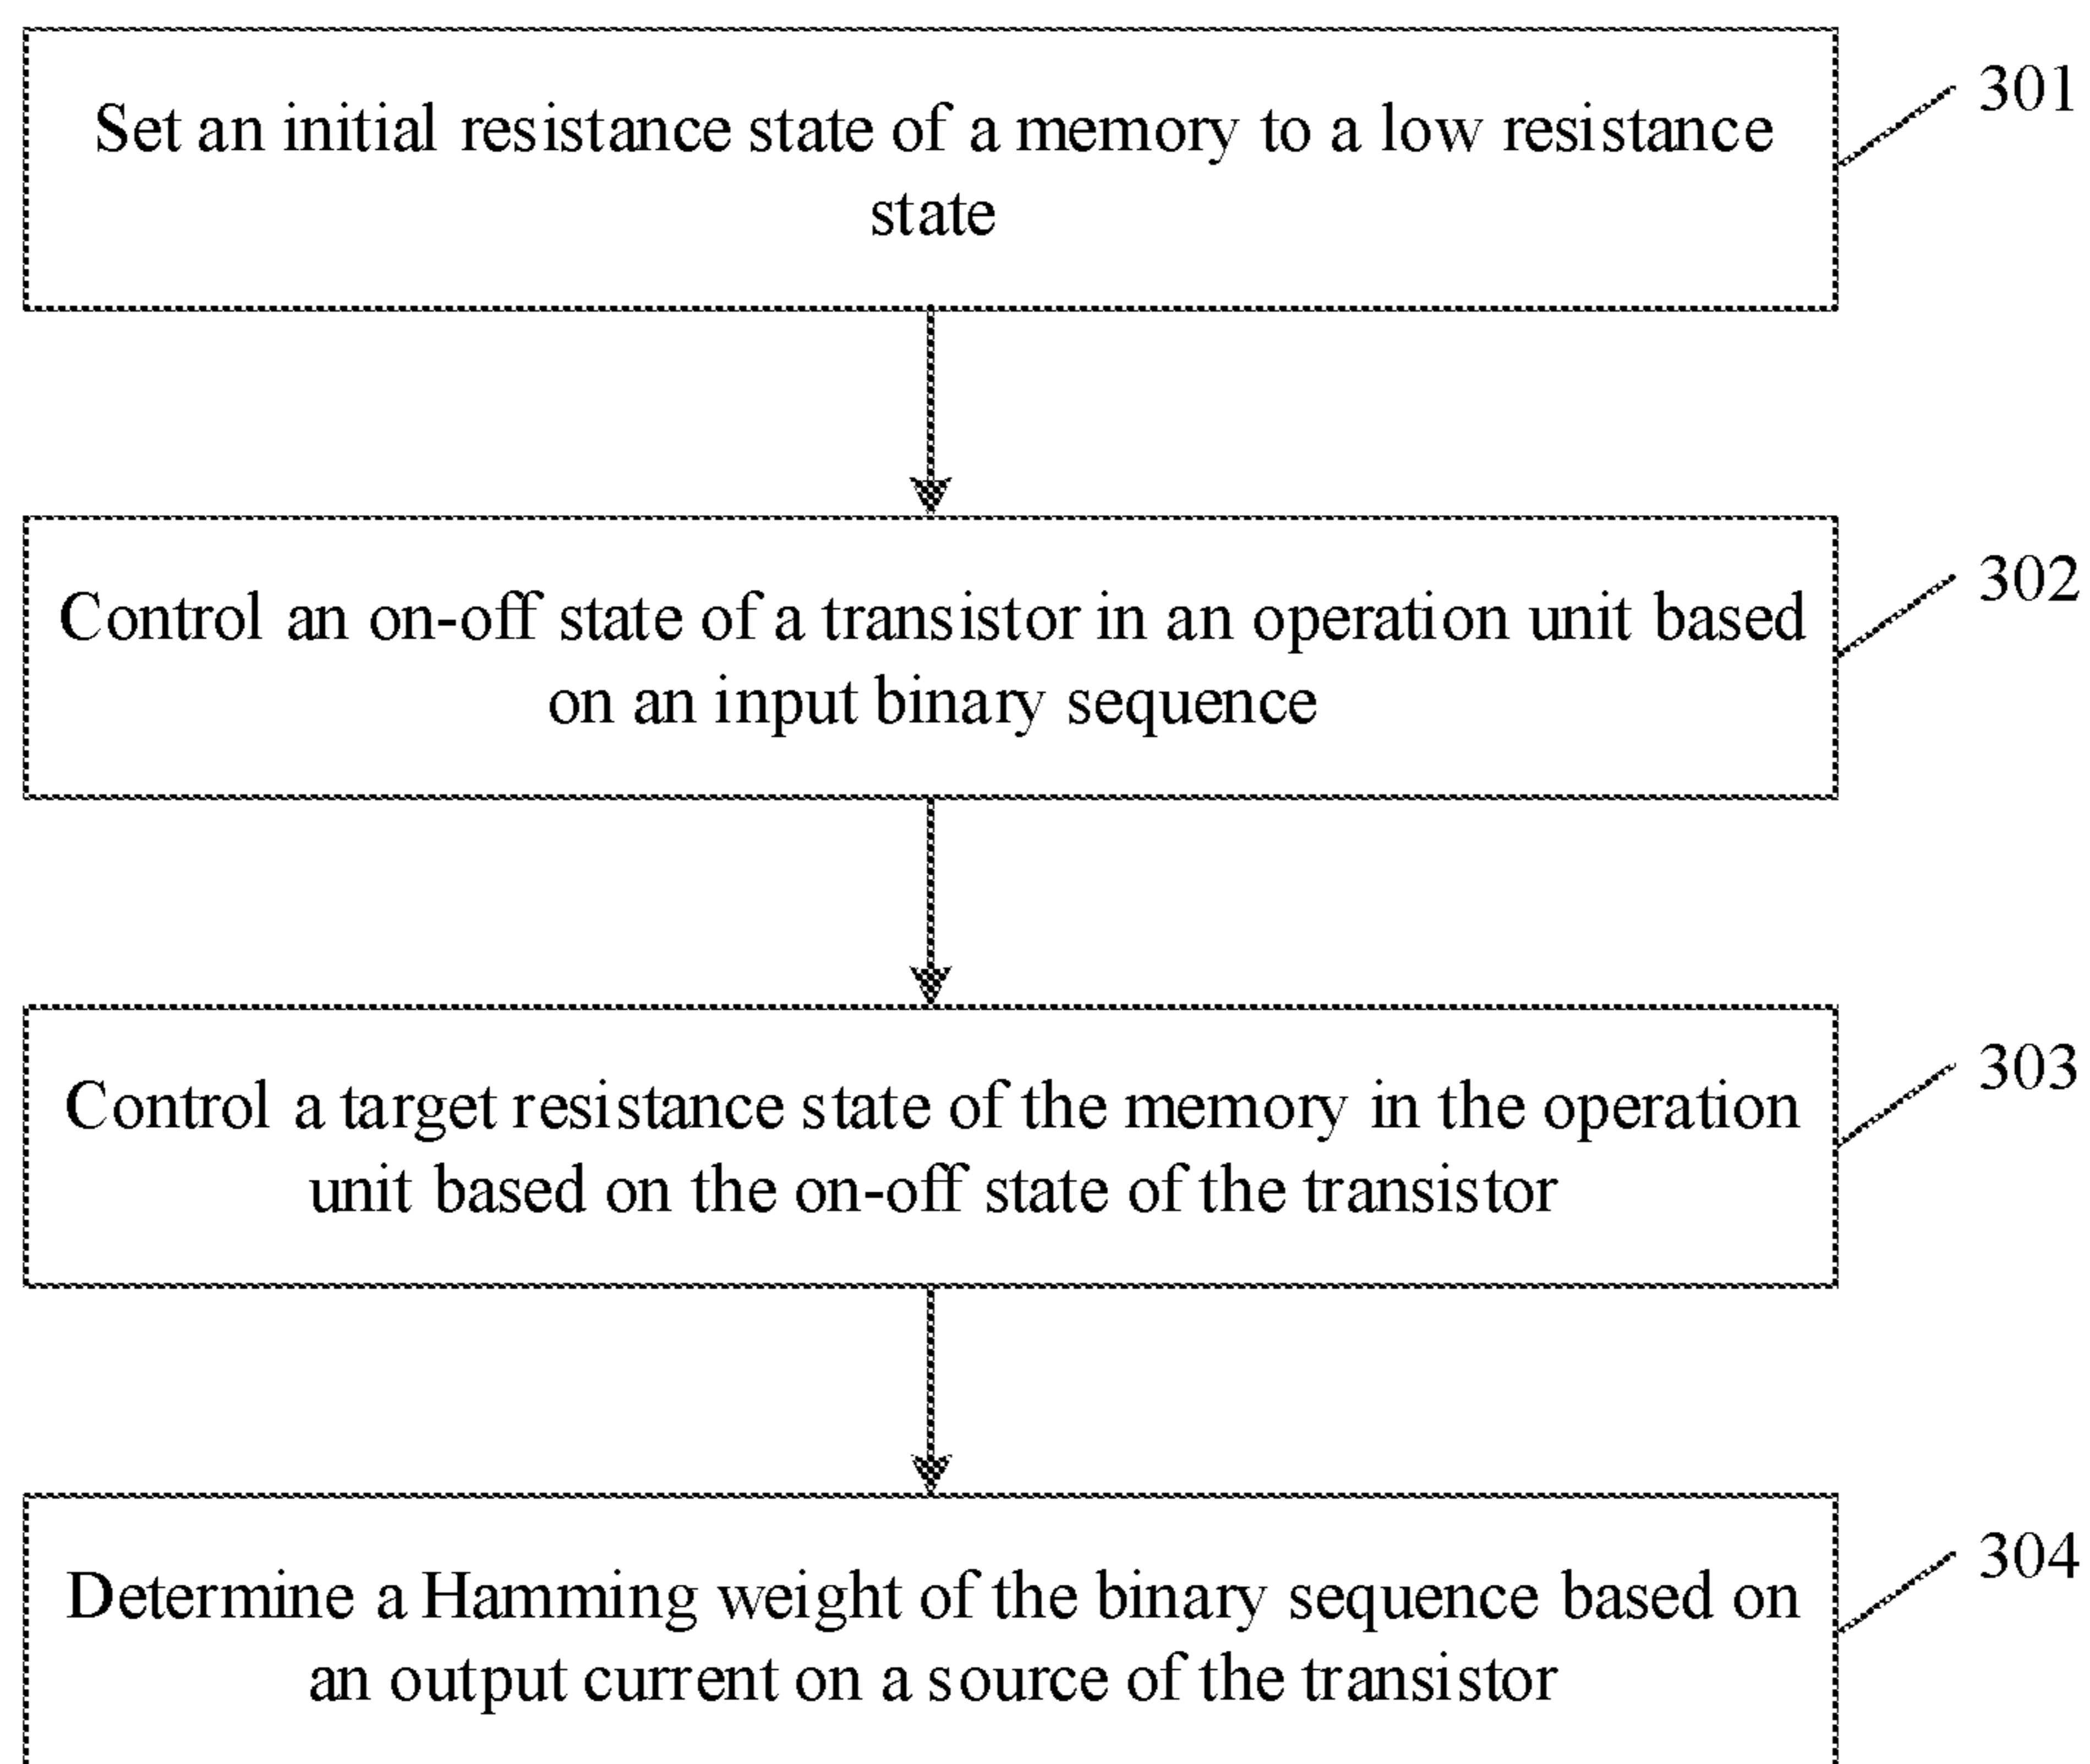 Set an initial resistance state of a memory to a low resistance
state
301
Control an on-off state of a transistor in an operation unit based
on an input binary sequence
302
Control a target resistance state of the memory in the operation
unit based on the on-off state of the transistor
303
Determine a Hamming weight of the binary sequence based on
an output current on a source of the transistor
304